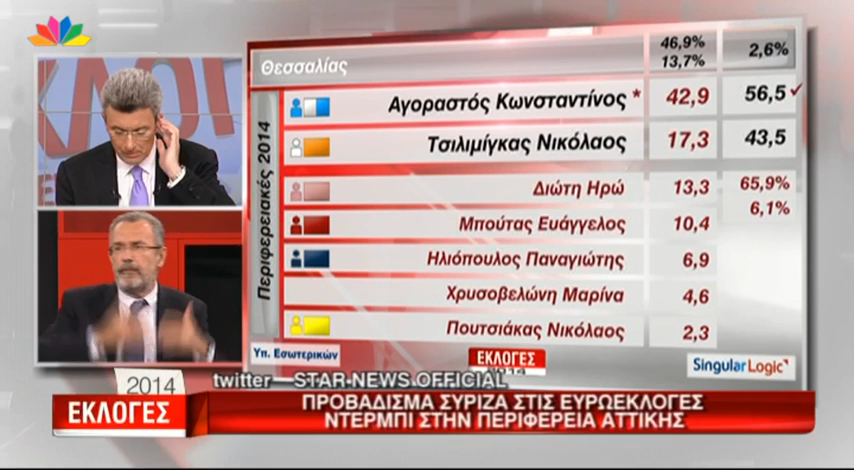 Θεσσαλίας
46,9%
13,7%
2,6%
Περιφερειακές 2014
Αγοραστός Κωνσταντίνος * 42,9 56,5
Τσιλιμίγκας Νικόλαος 17,3 43,5
Διώτη Ηρώ 13,3 65,9%
6,1%
Μπούτας Ευάγγελος 10,4
Ηλιόπουλος Παναγιώτης 6,9
Χρυσοβελώνη Μαρίνα 4,6
Πουτσιάκας Νικόλαος 2,3
Υπ. Εσωτερικών
ΕΚΛΟΓΕΣ
2014
SingularLogic
2014
twitter STAR NEWS OFFICIAL
ΕΚΛΟΓΕΣ
ΠΡΟΒΑΔΙΣΜΑ ΣΥΡΙΖΑ ΣΤΙΣ ΕΥΡΩΕΚΛΟΓΕΣ
ΝΤΕΡΜΠΙ ΣΤΗΝ ΠΕΡΙΦΕΡΕΙΑ ΑΤΤΙΚΗΣ